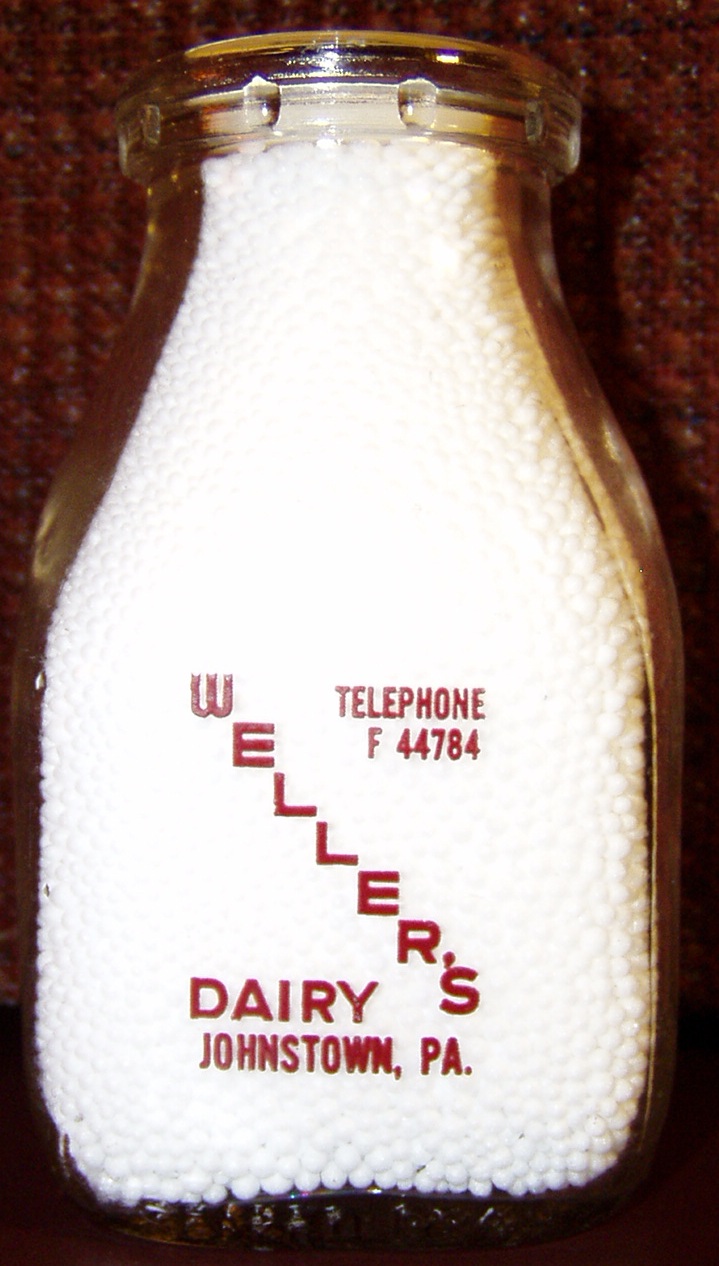 WELLER'S
TELEPHONE
F 44784
DAIRY
JOHNSTOWN, PA.